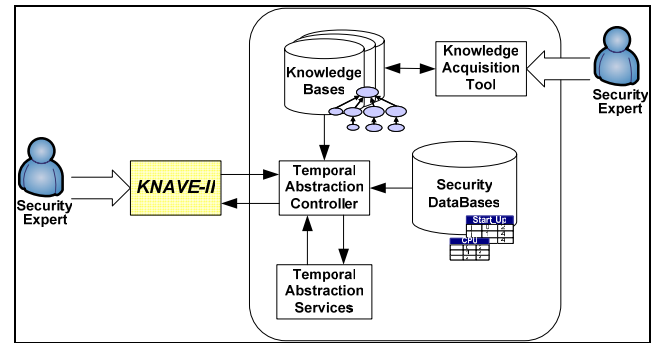 Knowledge
Bases
Knowledge
Acquisition
Tool
Security
Expert
Security
Expert
KNAVE-II
Temporal
Abstraction
Controller
Security
DataBases
Start_Up
CPU
Temporal
Abstraction
Services